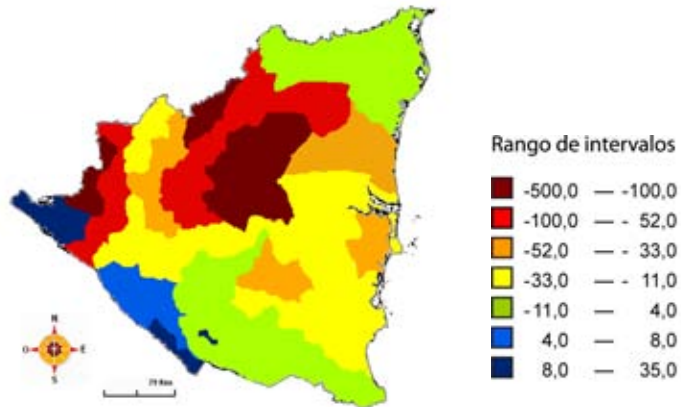 Rango de intervalos
-500,0 — -100,0
-100,0 — - 52,0
-52,0 — - 33,0
-33,0 — - 11,0
-11,0 — 4,0
4,0 — 8,0
8,0 — 35,0
N
O E
S